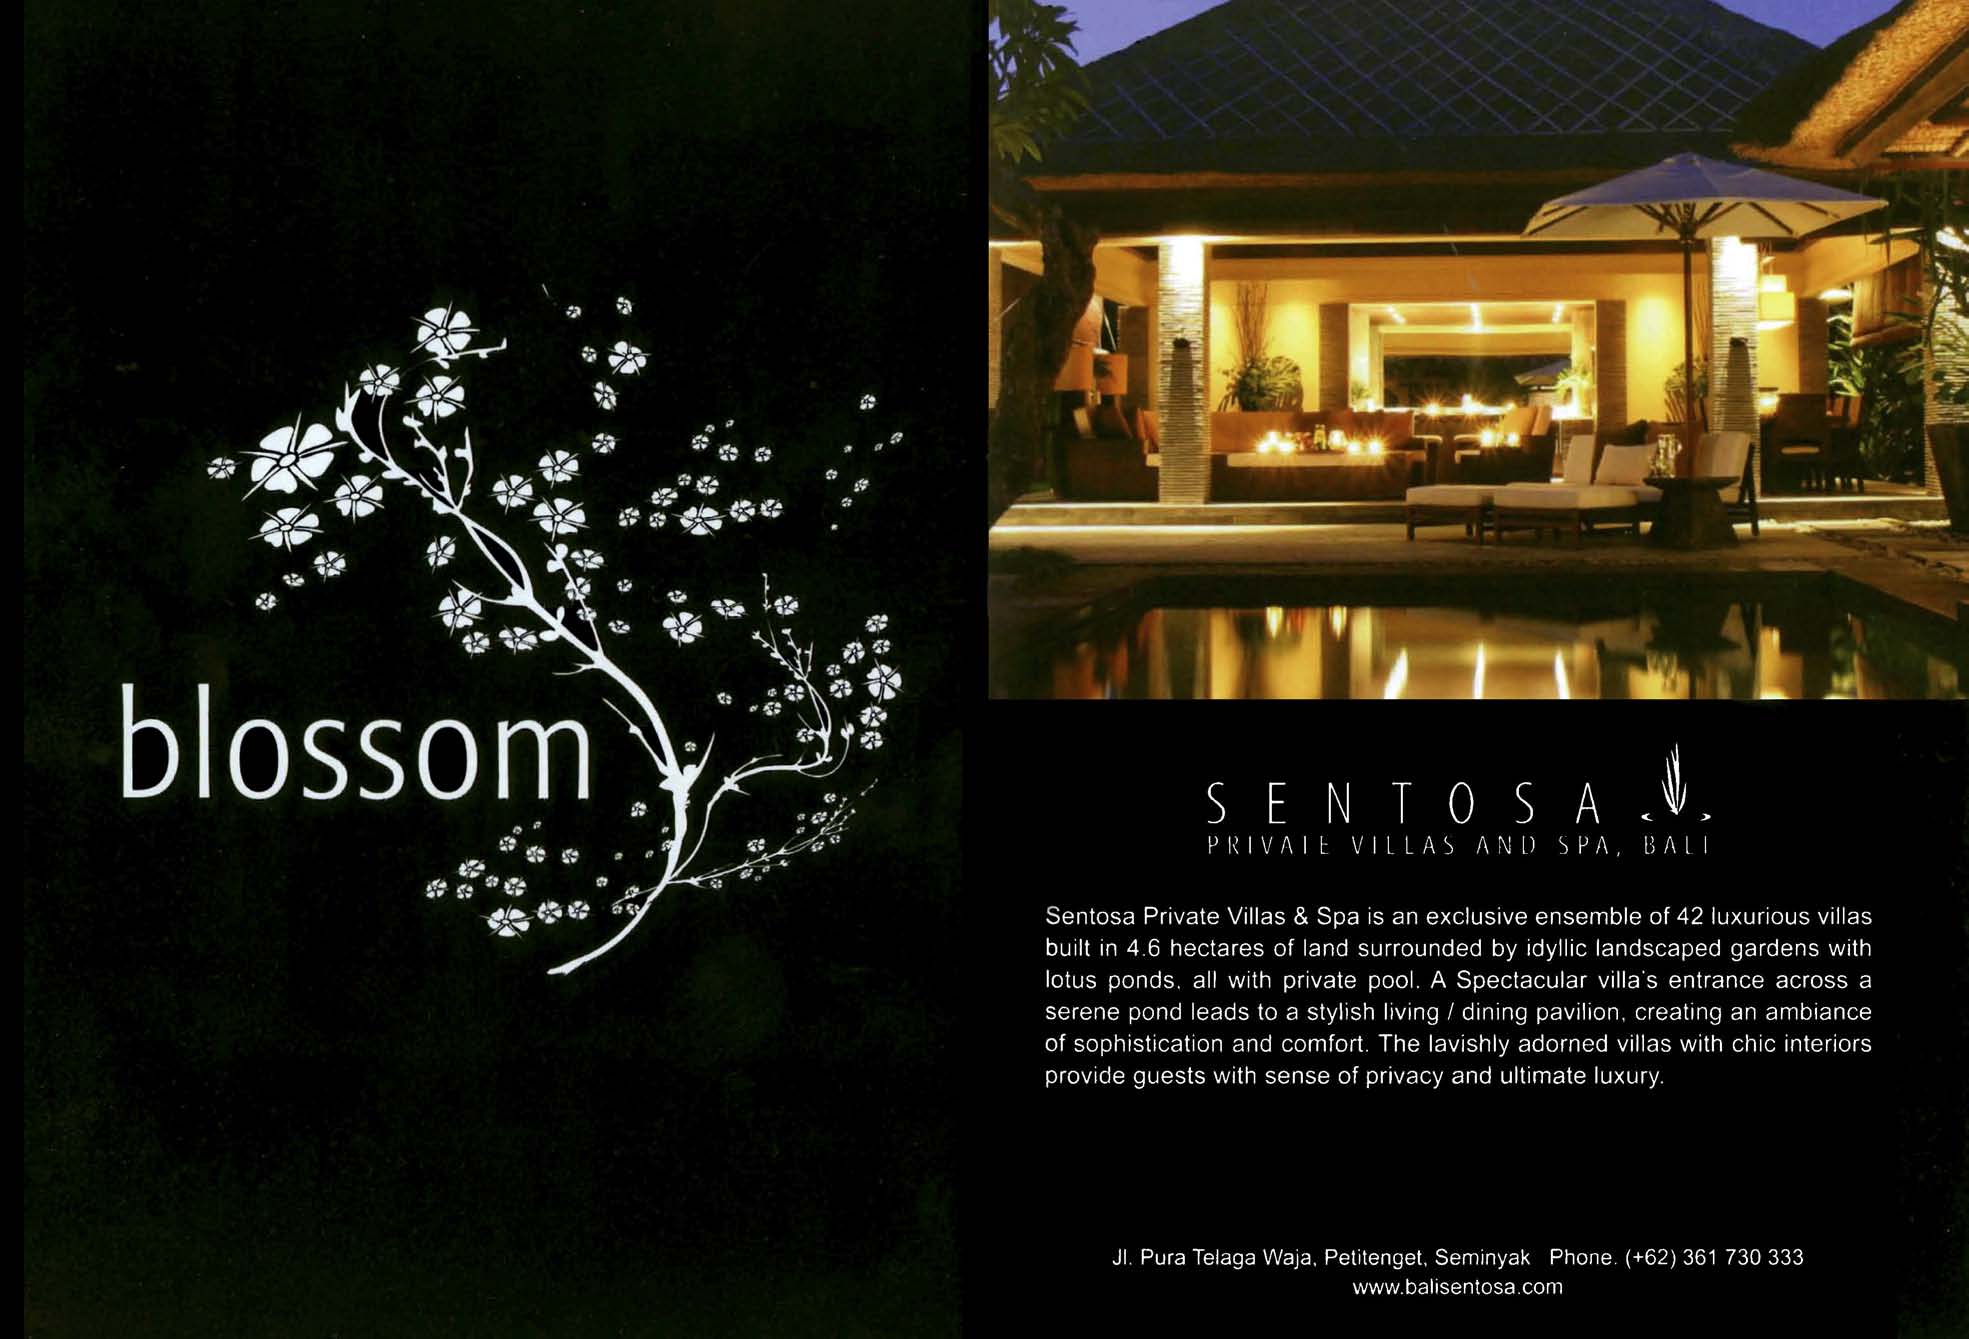 blossom
SENTOSA
PRIVATE VILLAS AND SPA, BALI
Sentosa Private Villas & Spa is an exclusive ensemble of 42 luxurious villas
built in 4.6 hectares of land surrounded by idyllic landscaped gardens with
lotus ponds, all with private pool. A Spectacular villa's entrance across a
serene pond leads to a stylish living / dining pavilion, creating an ambiance
of sophistication and comfort. The lavishly adorned villas with chic interiors
provide guests with sense of privacy and ultimate luxury.
Jl. Pura Telaga Waja, Petitenget, Seminyak Phone. (+62) 361 730 333
www.balisentosa.com